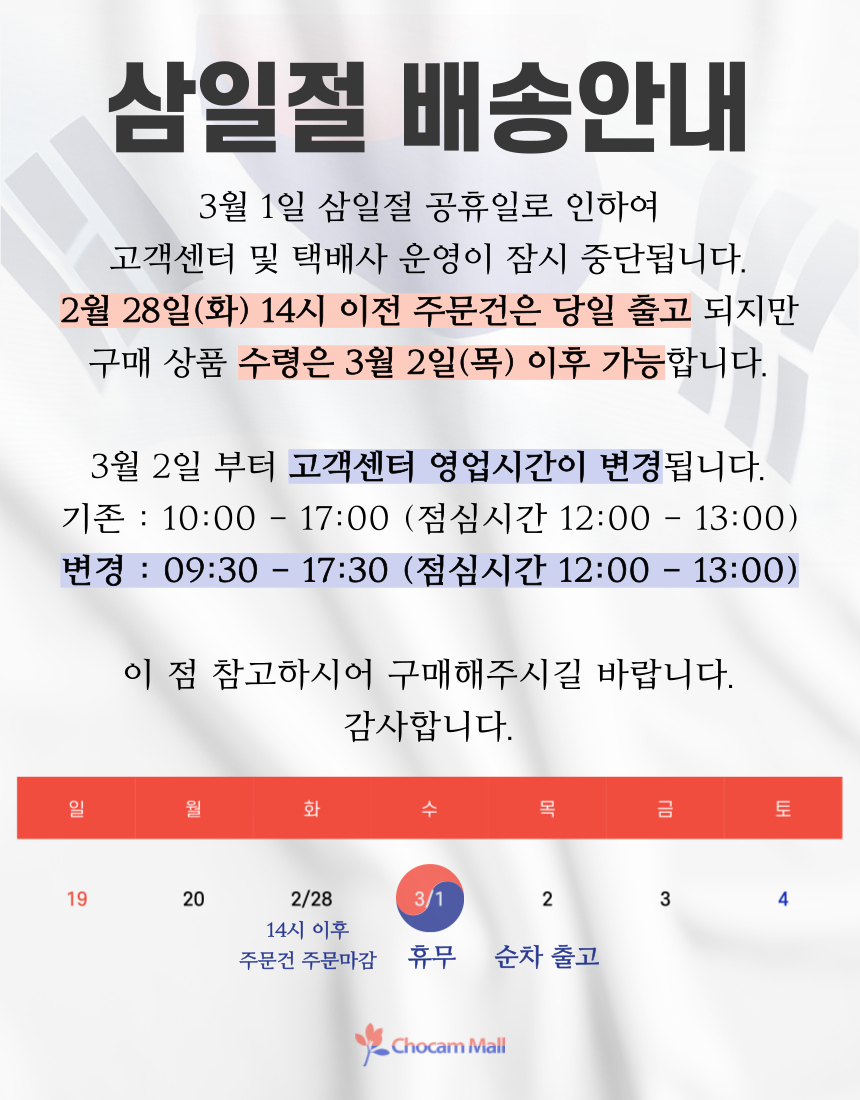 삼일절 배송안내
3월 1일 삼일절 공휴일로 인하여
고객센터 및 택배사 운영이 잠시 중단됩니다.
2월 28일(화) 14시 이전 주문건은 당일 출고 되지만
구매 상품 수령은 3월 2일(목) 이후 가능합니다.
3월 2일 부터 고객센터 영업시간이 변경됩니다.
기존 : 10:00 - 17:00 (점심시간 12:00 - 13:00)
변경 : 09:30 - 17:30 (점심시간 12:00 - 13:00)
이 점 참고하시어 구매해주시길 바랍니다.
감사합니다.
일 월 화 수 목 금 토
19 20 2/28 3/1 2 3 4
14시 이후
주문건 주문마감 휴무 순차 출고
Chocam Mall